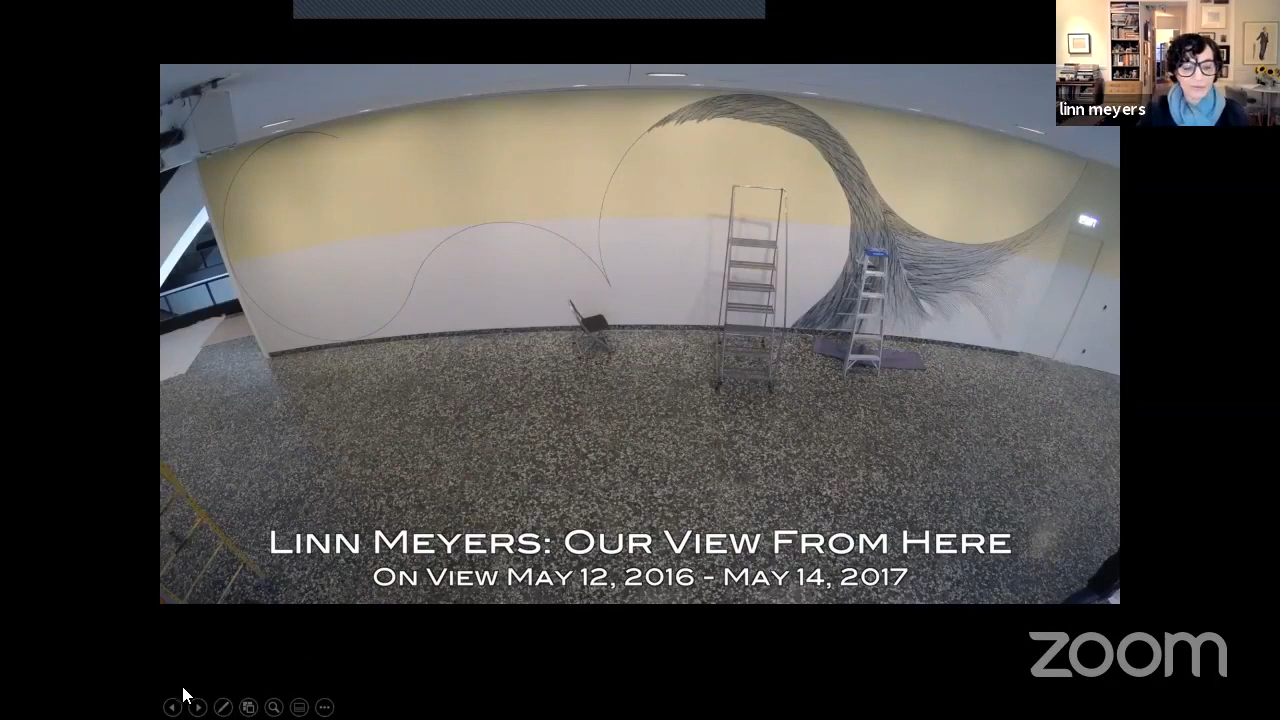 linn meyers
LINN MEYERS: OUR VIEW FROM HERE
ON VIEW MAY 12, 2016 – MAY 14, 2017
zoom